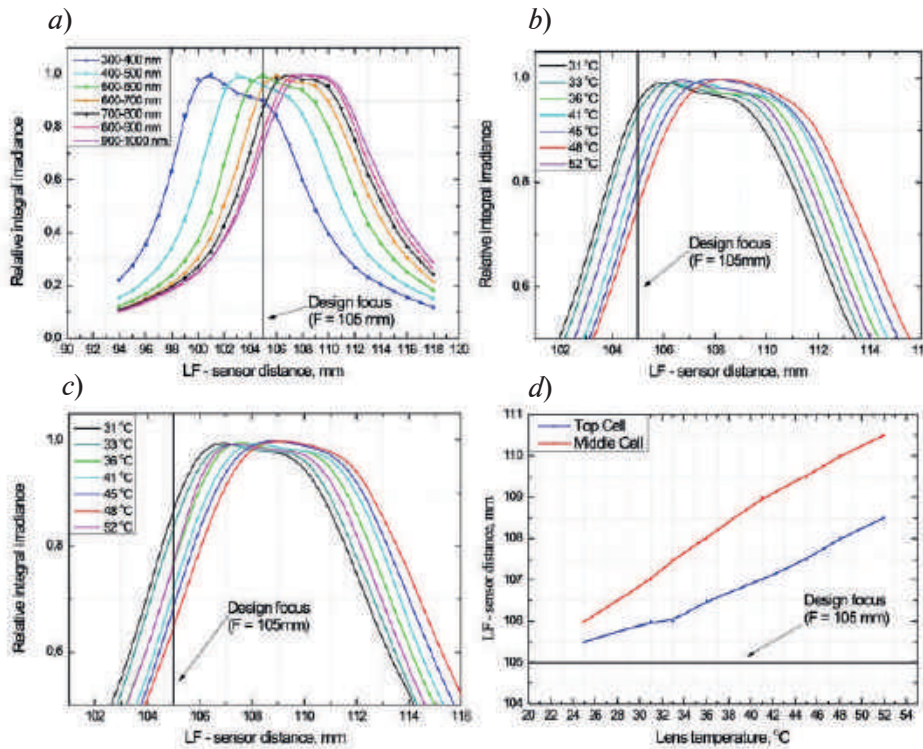 a)
1,0
0,8
0,6
0,4
0,2
0,0
300-400 nm
400-500 nm
500-600 nm
600-700 nm
700-800 nm
800-900 nm
900-1000 nm
Design focus
(F = 105 mm)
Relative integral irradiance
90 92 94 96 98 100 102 104 106 108 110 112 114 116 118 120
LF - sensor distance, mm
b)
1,0
0,8
0,6
31 °C
33 °C
36 °C
41 °C
45 °C
48 °C
52 °C
Design focus
(F = 105mm)
Relative integral irradiance
102 104 106 108 110 112 114
LF - sensor distance, mm
c)
1,0
0,8
0,6
31 °C
33 °C
36 °C
41 °C
45 °C
48 °C
52 °C
Design focus
(F = 105mm)
Relative integral irradiance
102 104 106 108 110 112 114 116
LF - sensor distance, mm
d)
111
110
109
108
107
106
105
104
Top Cell
Middle Cell
Design focus
(F = 105 mm)
LF - sensor distance, mm
20 22 24 26 28 30 32 34 36 38 40 42 44 46 48 50 52 54
Lens temperature, °C